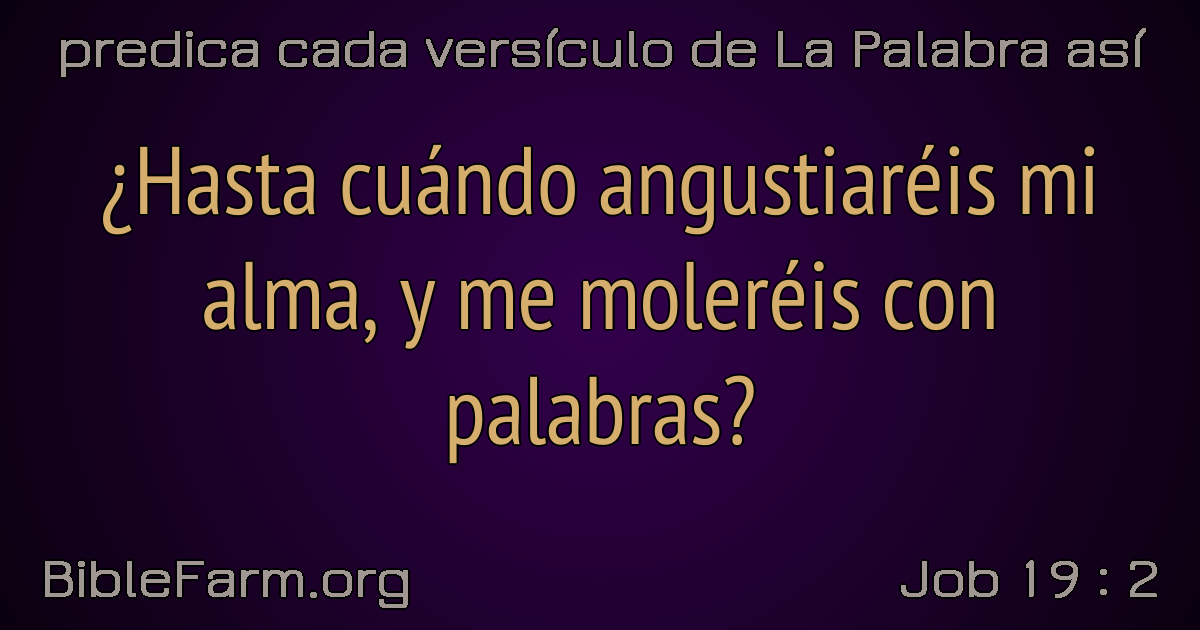 predica cada versículo de La Palabra así
¿Hasta cuándo angustiaréis mi
alma, y me moleréis con
palabras?
BibleFarm.org
Job 19 : 2